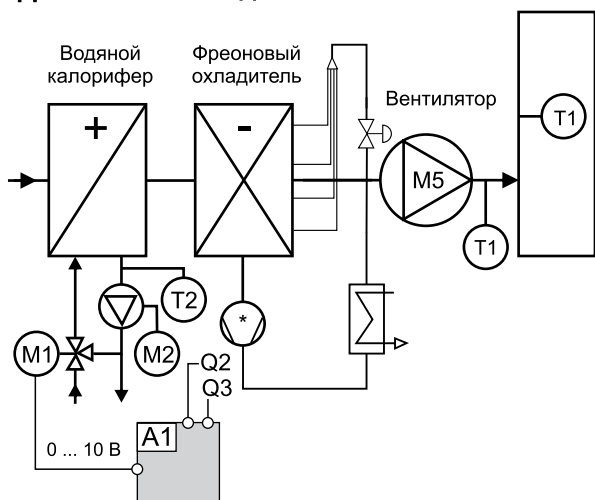 Водяной
калорифер
Фреоновый
охладитель
Вентилятор
+
-
M5
T1
T1
T2
*
M1
M2
Q2
Q3
A1
0 ... 10 В